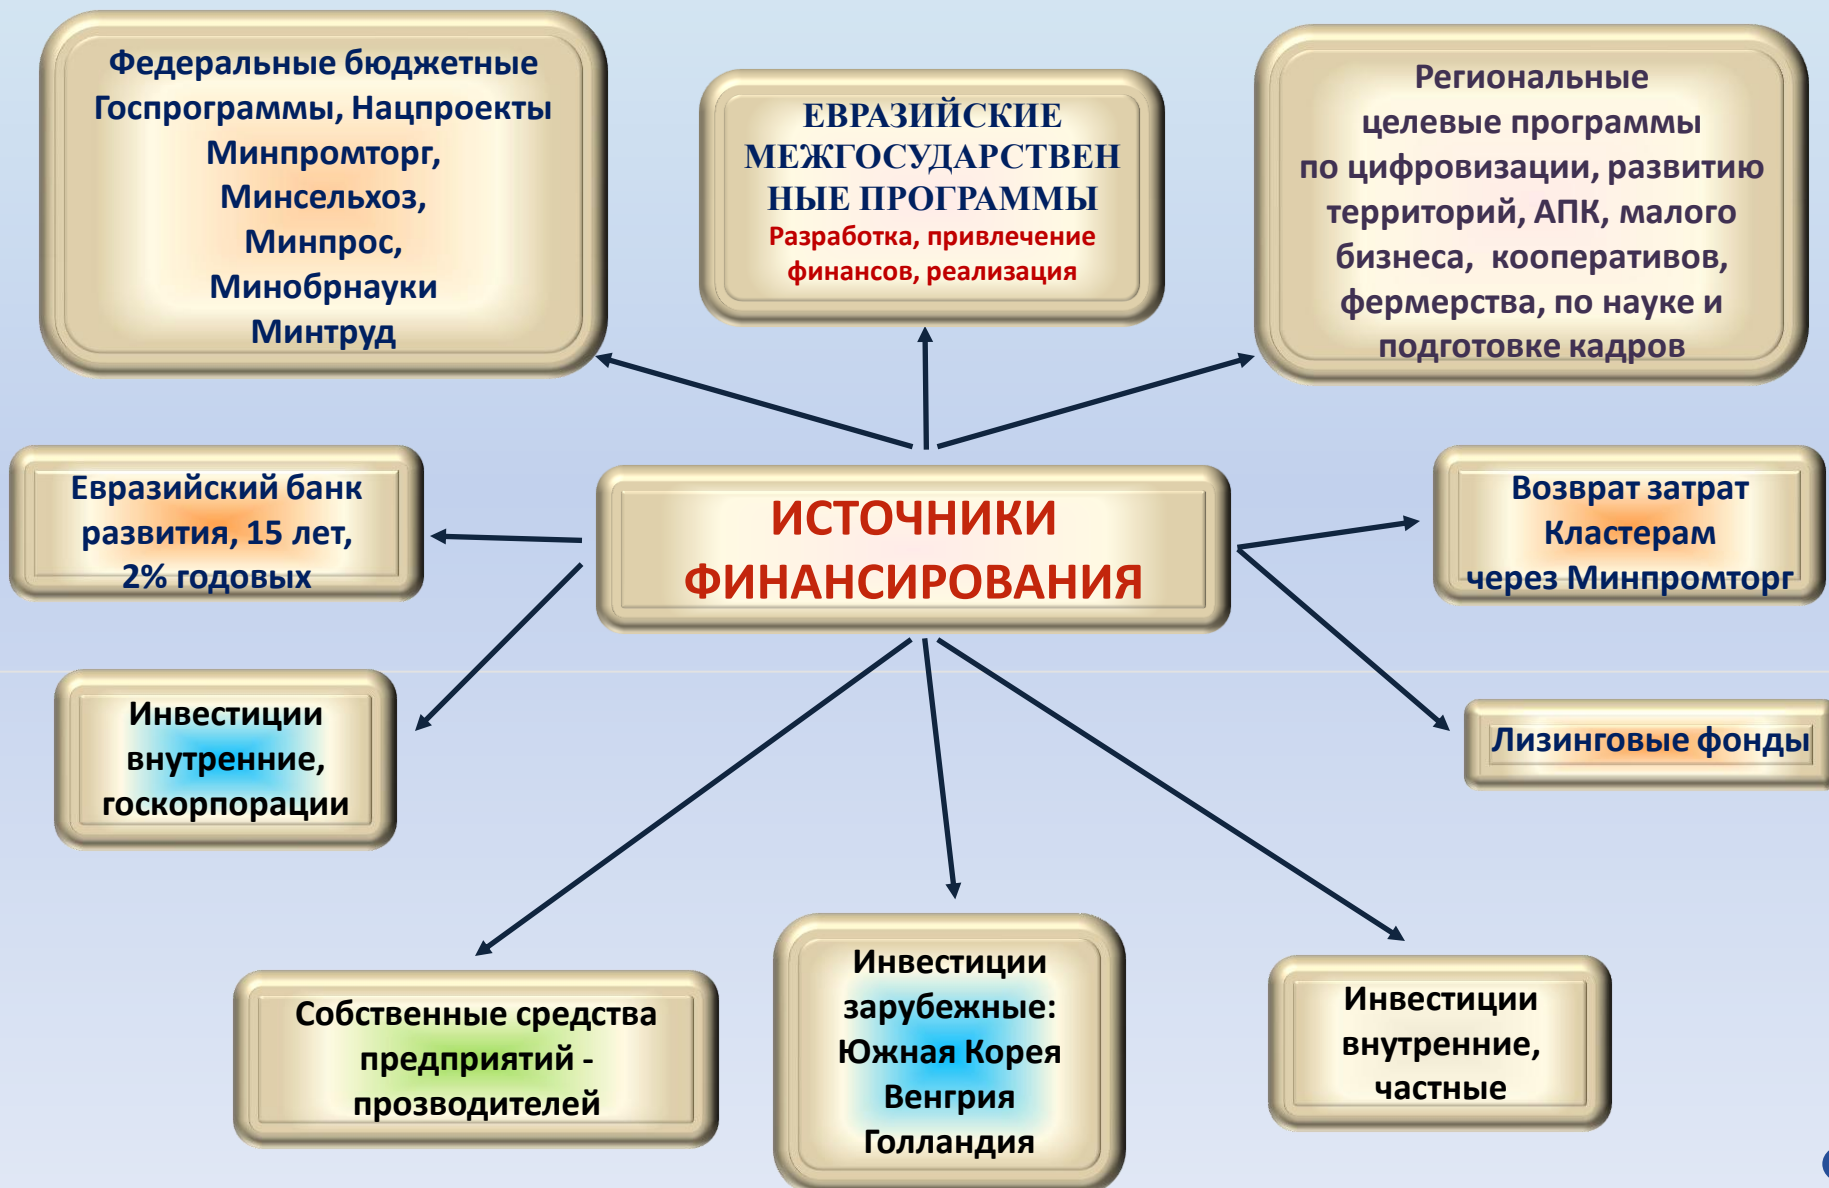 Федеральные бюджетные
Госпрограммы, Нацпроекты
Минпромторг,
Минсельхоз,
Минпрос,
Минобрнауки
Минтруд
ЕВРАЗИЙСКИЕ
МЕЖГОСУДАРСТВЕН
НЫЕ ПРОГРАММЫ
Разработка, привлечение
финансов, реализация
Региональные
целевые программы
по цифровизации, развитию
территорий, АПК, малого
бизнеса, кооперативов,
фермерства, по науке и
подготовке кадров
Евразийский банк
развития, 15 лет,
2% годовых
ИСТОЧНИКИ
ФИНАНСИРОВАНИЯ
Возврат затрат
Кластерам
через Минпромторг
Инвестиции
внутренние,
госкорпорации
Лизинговые фонды
Собственные средства
предприятий -
прозводителей
Инвестиции
зарубежные:
Южная Корея
Венгрия
Голландия
Инвестиции
внутренние,
частные